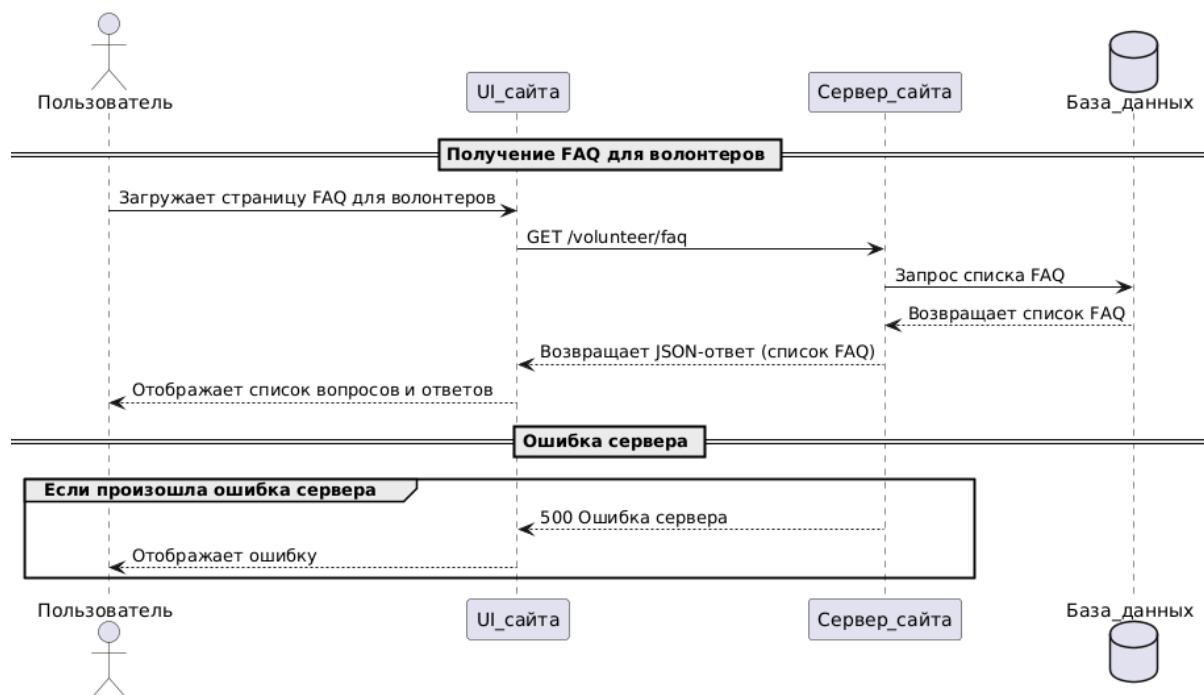 Пользователь
UI_сайта
Сервер_сайта
База_данных
Получение FAQ для волонтеров
Загружает страницу FAQ для волонтеров
GET /volunteer/faq
Запрос списка FAQ
Возвращает список FAQ
Возвращает JSON-ответ (список FAQ)
Отображает список вопросов и ответов
Ошибка сервера
Если произошла ошибка сервера
500 Ошибка сервера
Отображает ошибку
Пользователь
UI_сайта
Сервер_сайта
База_данных